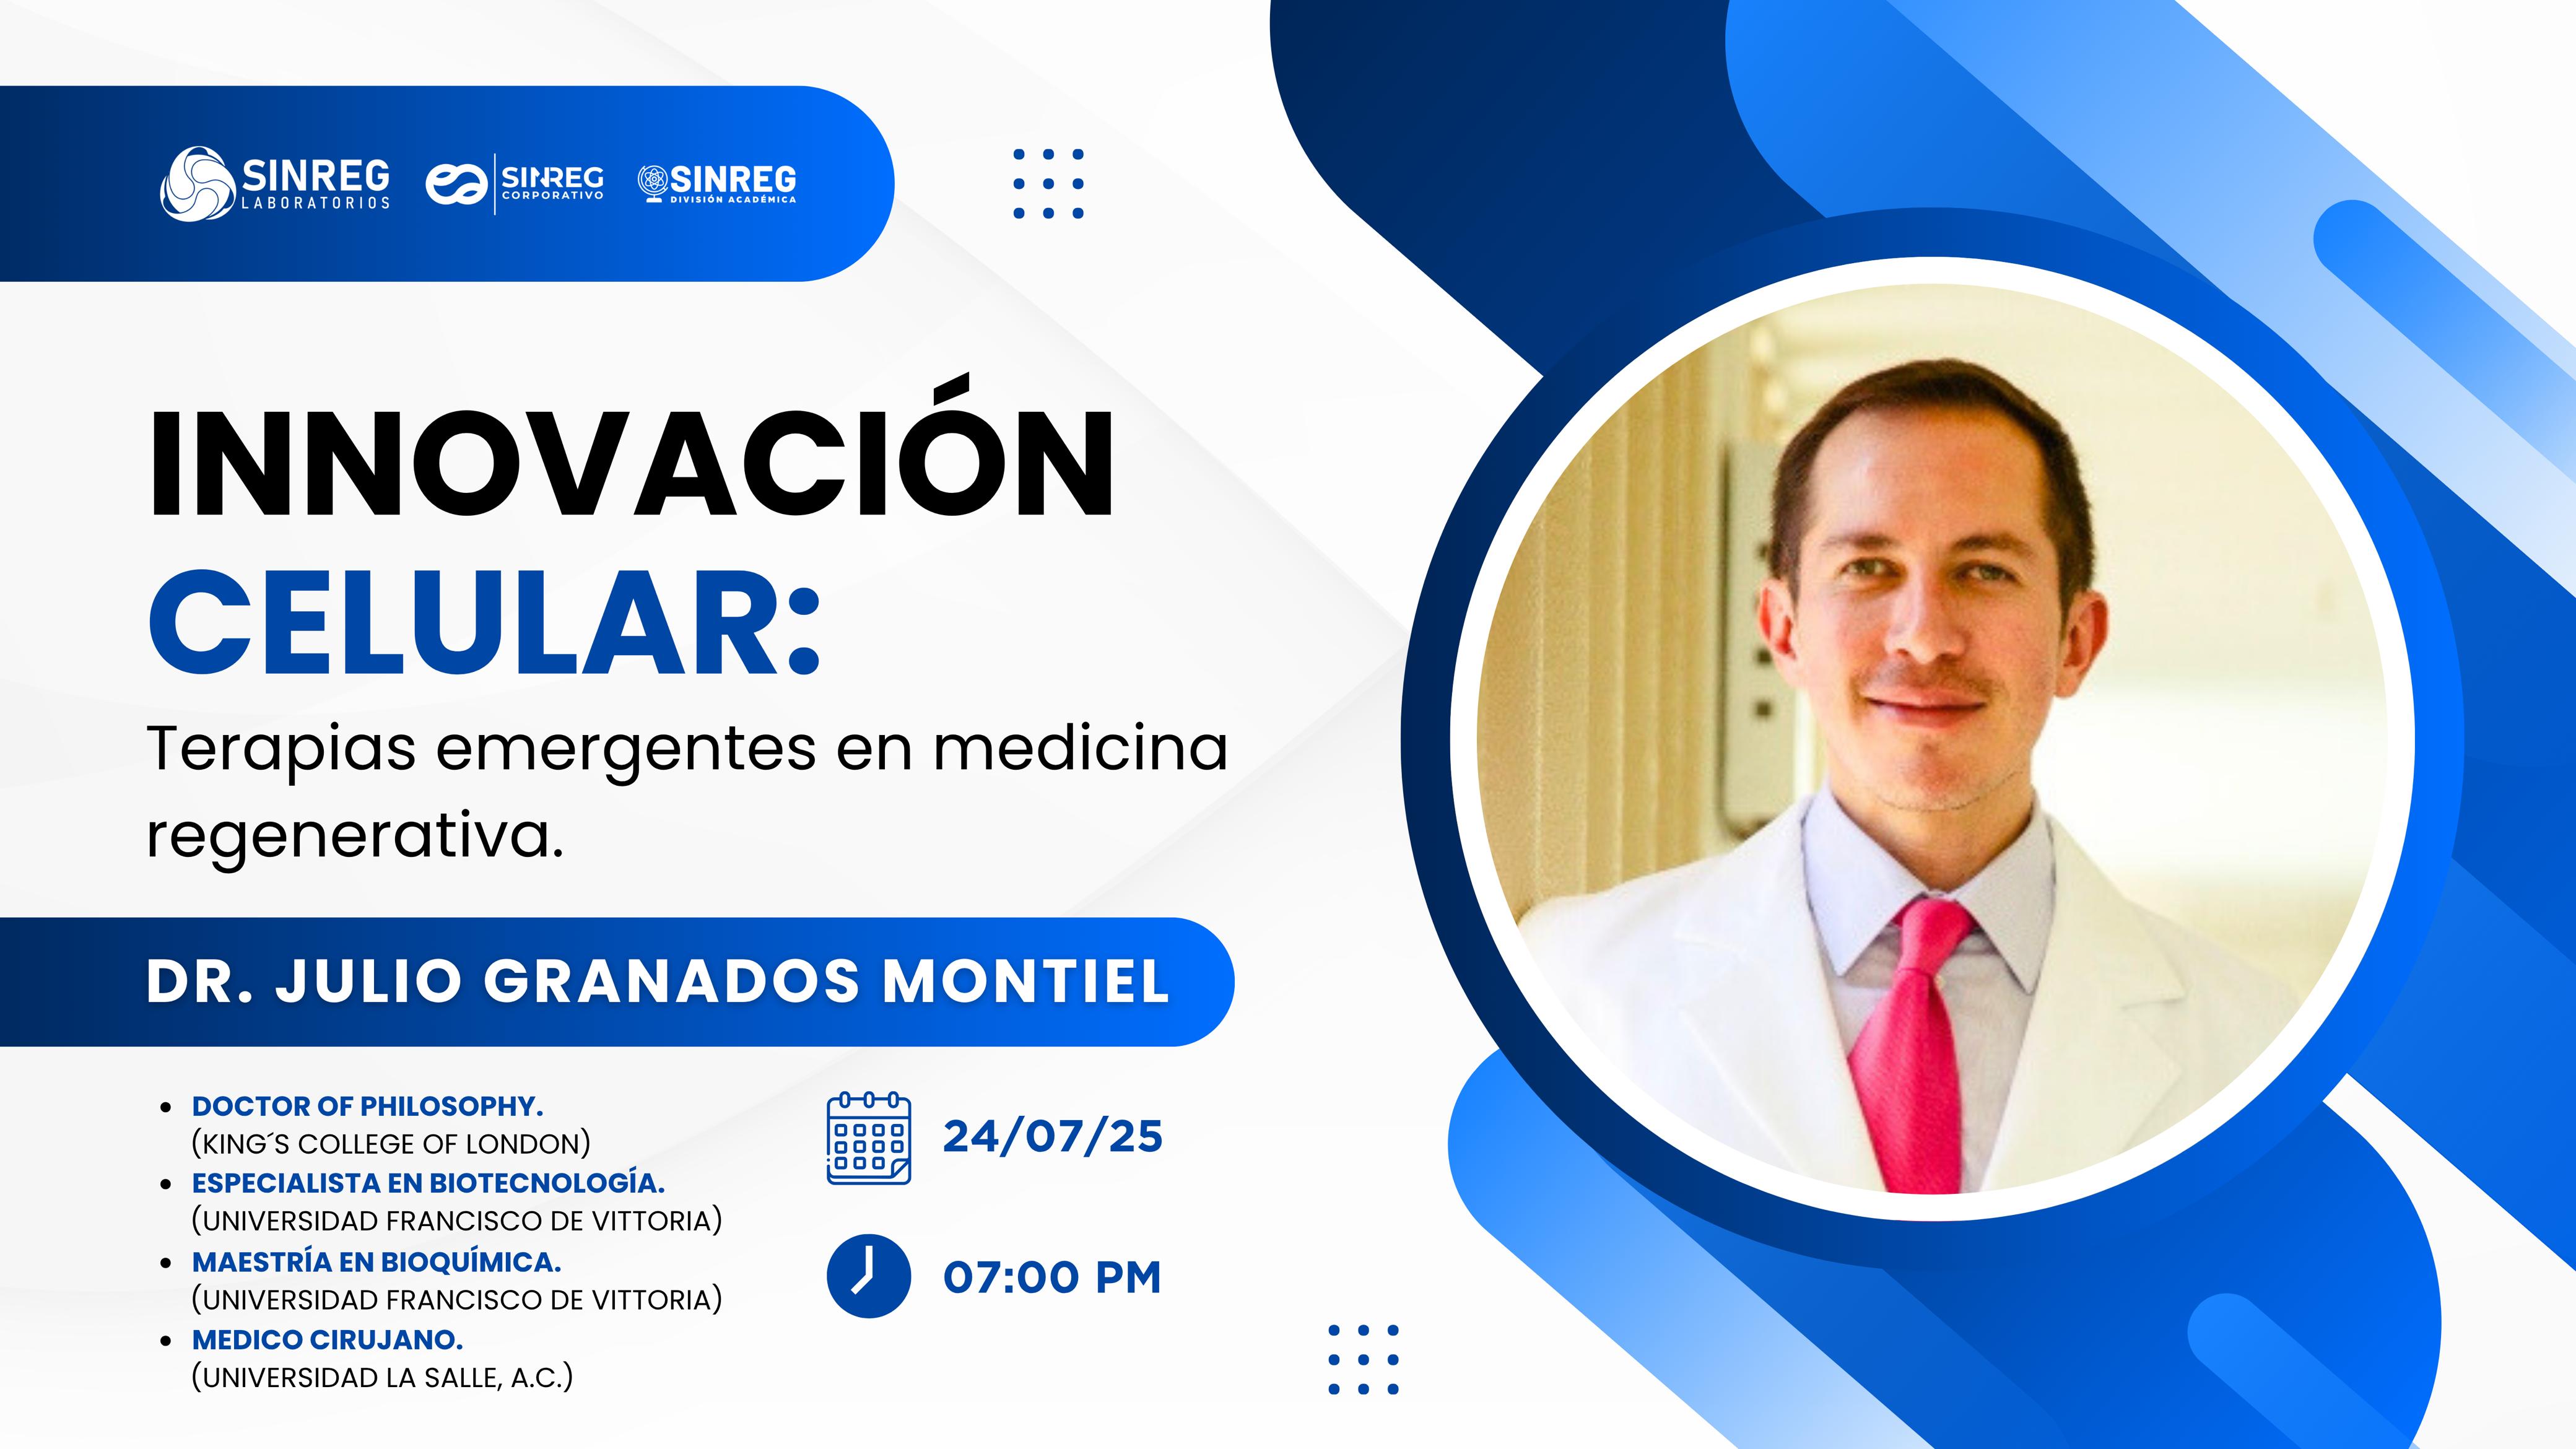 SINREG
LABORATORIOS
SINREG
CORPORATIVO
SINREG
DIVISIÓN ACADÉMICA
INNOVACIÓN
CELULAR:
Terapias emergentes en medicina
regenerativa.
DR. JULIO GRANADOS MONTIEL
• DOCTOR OF PHILOSOPHY.
(KING´S COLLEGE OF LONDON)
• ESPECIALISTA EN BIOTECNOLOGÍA.
(UNIVERSIDAD FRANCISCO DE VITTORIA)
• MAESTRÍA EN BIOQUÍMICA.
(UNIVERSIDAD FRANCISCO DE VITTORIA)
• MEDICO CIRUJANO.
(UNIVERSIDAD LA SALLE, A.C.)
24/07/25
07:00 PM